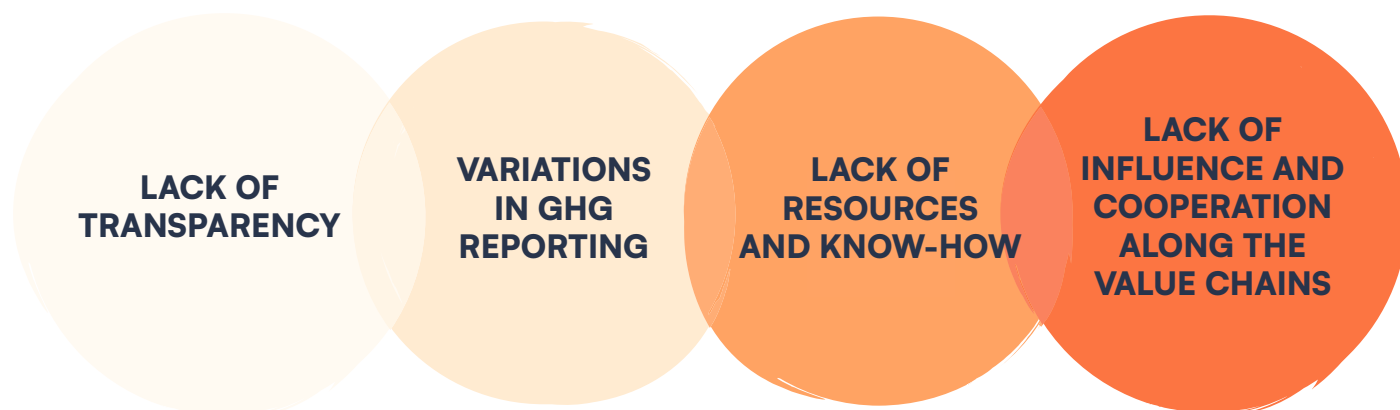 LACK OF
TRANSPARENCY
VARIATIONS
IN GHG
REPORTING
LACK OF
RESOURCES
AND KNOW-HOW
LACK OF
INFLUENCE AND
COOPERATION
ALONG THE
VALUE CHAINS